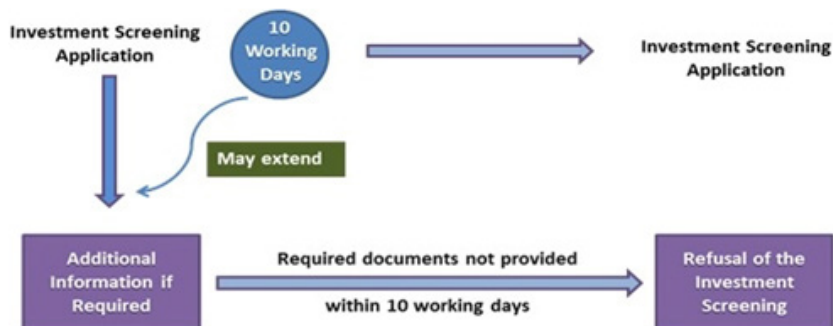 Investment Screening
Application
10
Working
Days
Investment Screening
Application
May extend
Additional
Information if
Required
Required documents not provided
within 10 working days
Refusal of the
Investment
Screening